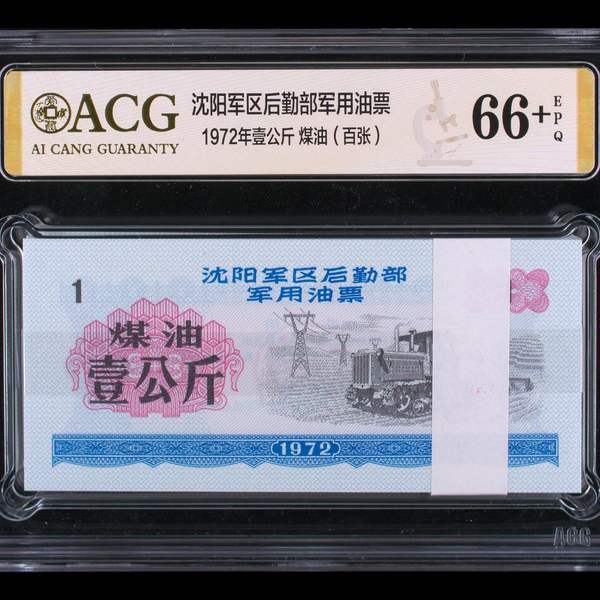 ACG
AI CANG GUARANTY
沈阳军区后勤部军用油票
1972年壹公斤 煤油（百张）
66+
EPQ
沈阳军区后勤部
军用油票
1
煤油
壹公斤
1972
ACG